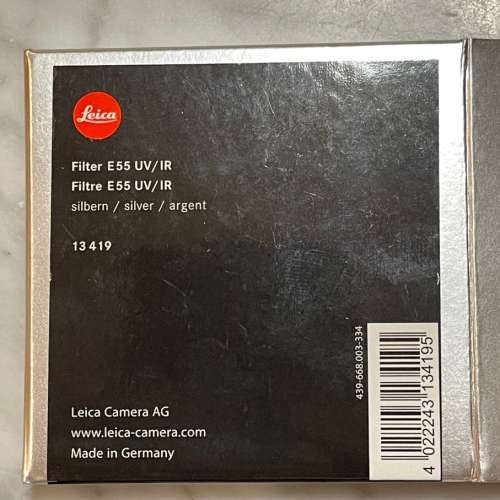 Leica
Filter E55 UV/IR
Filtre E55 UV/IR
silbern / silver / argent
13 419
439-668.003-334
4 022243 134195
Leica Camera AG
www.leica-camera.com
Made in Germany